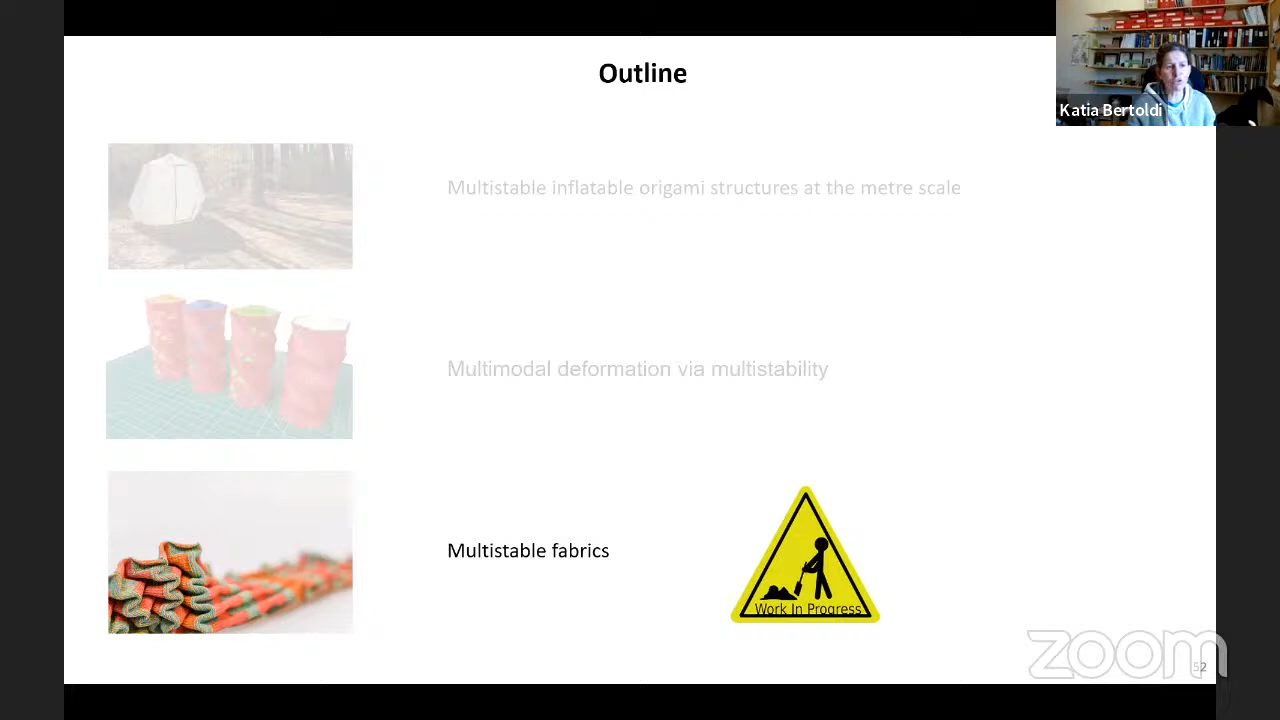 Outline
Katia Bertoldi
Multistable inflatable origami structures at the metre scale
Multimodal deformation via multistability
Multistable fabrics
Work In Progress
zoom
52